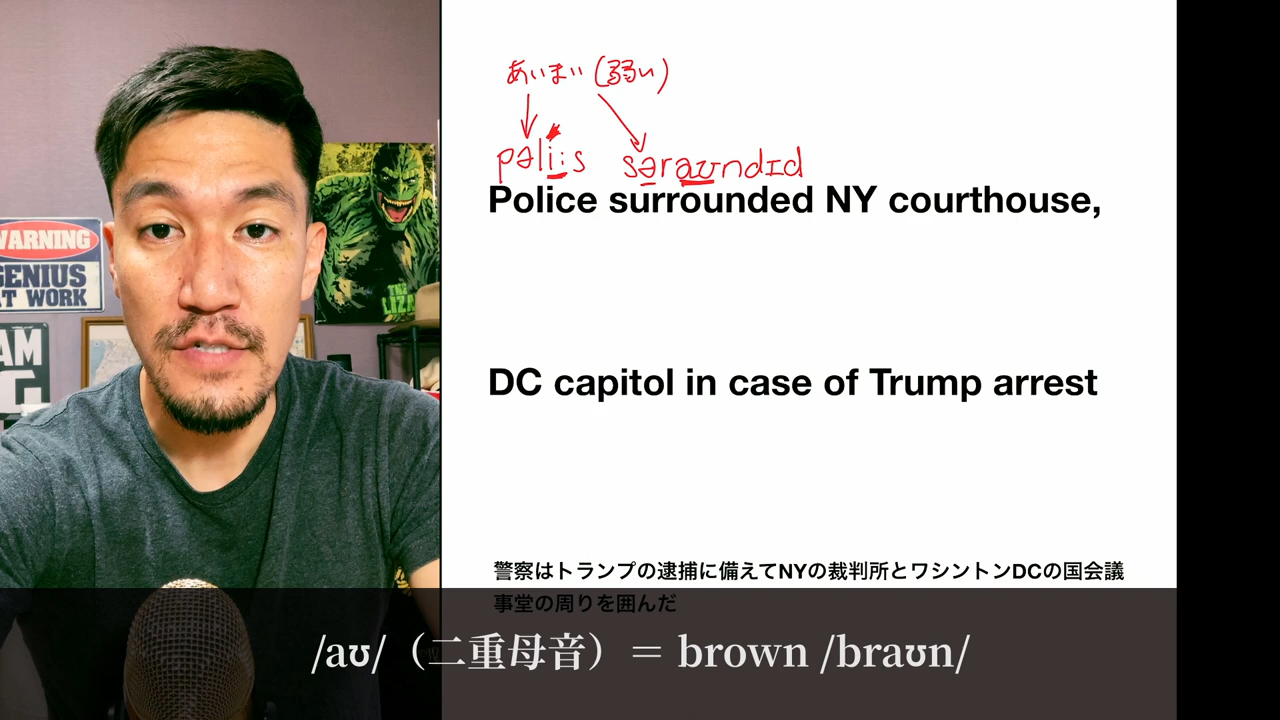 WARNING
GENIUS
AT WORK
AM
THE
LIZA
あいまい(弱い)
pəli:s səraʊndɪd
Police surrounded NY courthouse,
DC capitol in case of Trump arrest
警察はトランプの逮捕に備えてNYの裁判所とワシントンDCの国会議
事堂の周りを囲んだ
/aʊ/（二重母音）＝ brown /braʊn/